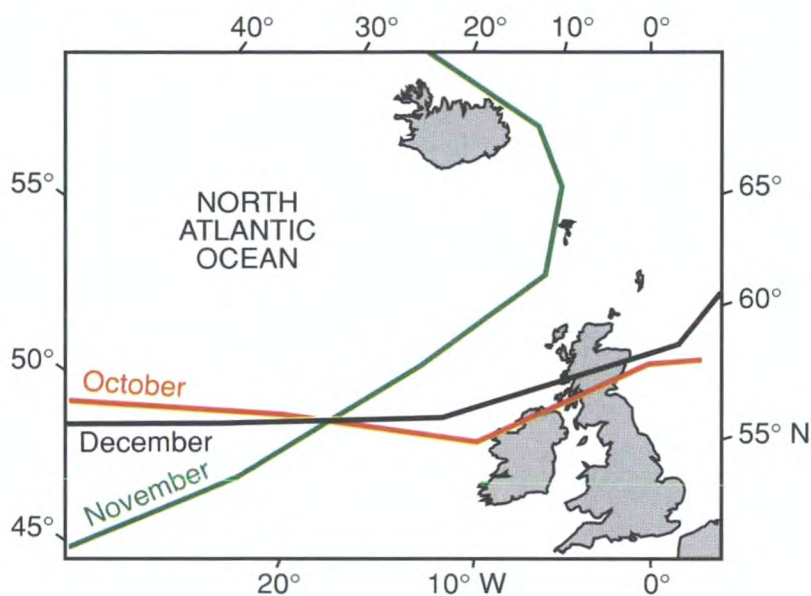 40° 30° 20° 10° 0°
55°
65°
NORTH
ATLANTIC
OCEAN
60°
50°
October
December
55° N
November
45°
20° 10° W 0°